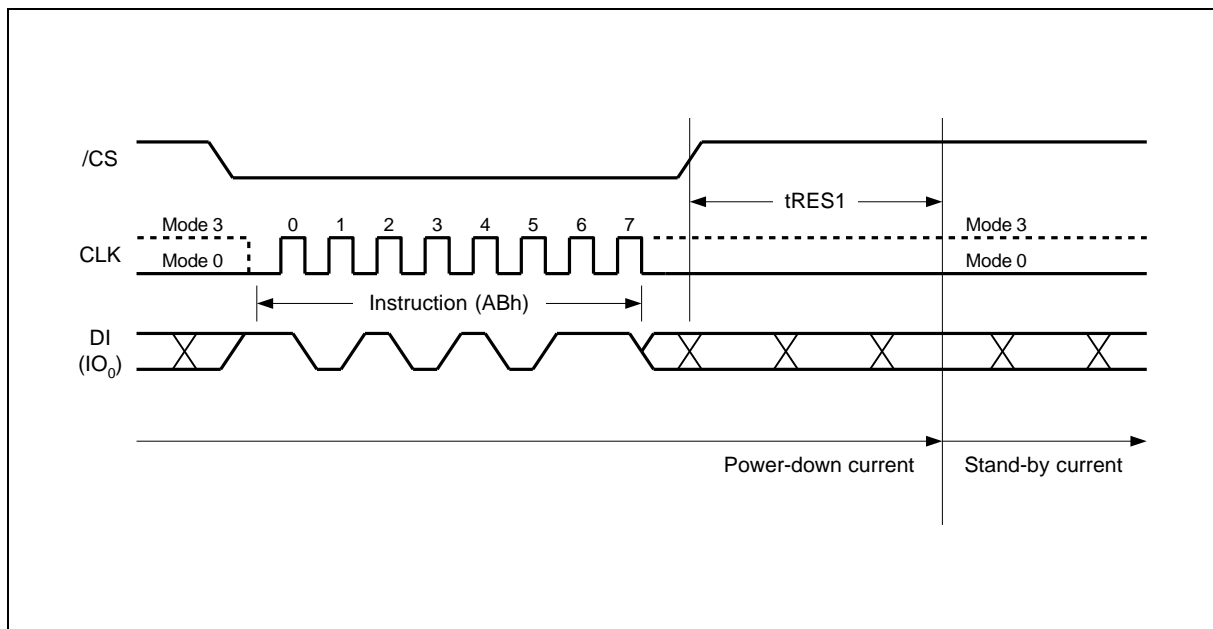 /CS
tRES1
Mode 3 0 1 2 3 4 5 6 7 Mode 3
CLK
Mode 0 Mode 0
Instruction (ABh)
DI
(IO0)
Power-down current Stand-by current